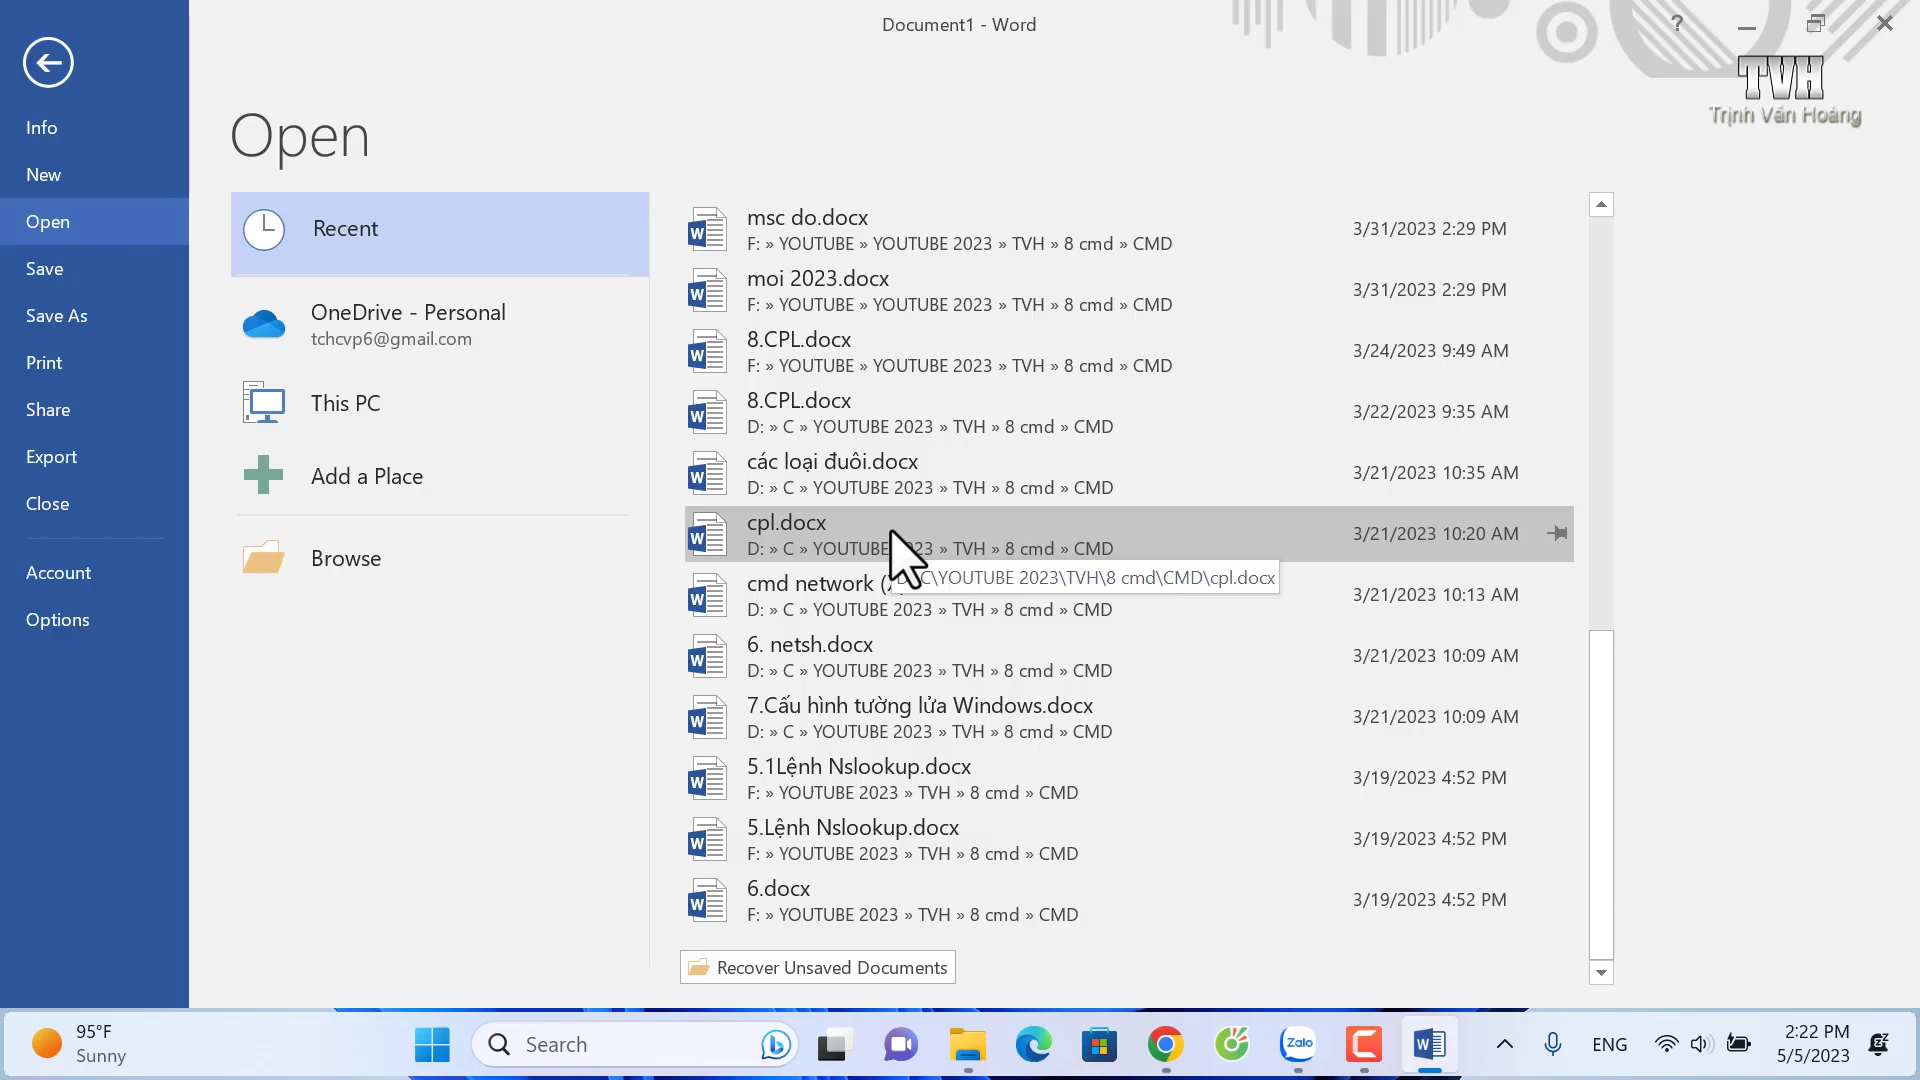 Document1 - Word
?
TVH
Trịnh Văn Hoàng
Info
New
Open
Save
Save As
Print
Share
Export
Close
Account
Options
Open
Recent
OneDrive - Personal
tchcvp6@gmail.com
This PC
Add a Place
Browse
msc do.docx
F: » YOUTUBE » YOUTUBE 2023 » TVH » 8 cmd » CMD
3/31/2023 2:29 PM
moi 2023.docx
F: » YOUTUBE » YOUTUBE 2023 » TVH » 8 cmd » CMD
3/31/2023 2:29 PM
8.CPL.docx
F: » YOUTUBE » YOUTUBE 2023 » TVH » 8 cmd » CMD
3/24/2023 9:49 AM
8.CPL.docx
D: » C » YOUTUBE 2023 » TVH » 8 cmd » CMD
3/22/2023 9:35 AM
các loại đuôi.docx
D: » C » YOUTUBE 2023 » TVH » 8 cmd » CMD
3/21/2023 10:35 AM
cpl.docx
D: » C » YOUTUBE 2023 » TVH » 8 cmd » CMD
3/21/2023 10:20 AM
C\YOUTUBE 2023\TVH\8 cmd\CMD\cpl.docx
cmd network
D: » C » YOUTUBE 2023 » TVH » 8 cmd » CMD
3/21/2023 10:13 AM
6. netsh.docx
D: » C » YOUTUBE 2023 » TVH » 8 cmd » CMD
3/21/2023 10:09 AM
7.Cấu hình tường lửa Windows.docx
D: » C » YOUTUBE 2023 » TVH » 8 cmd » CMD
3/21/2023 10:09 AM
5.1Lệnh Nslookup.docx
F: » YOUTUBE 2023 » TVH » 8 cmd » CMD
3/19/2023 4:52 PM
5.Lệnh Nslookup.docx
F: » YOUTUBE 2023 » TVH » 8 cmd » CMD
3/19/2023 4:52 PM
6.docx
F: » YOUTUBE 2023 » TVH » 8 cmd » CMD
3/19/2023 4:52 PM
Recover Unsaved Documents
95°F
Sunny
Search
Zalo
ENG
2:22 PM
5/5/2023